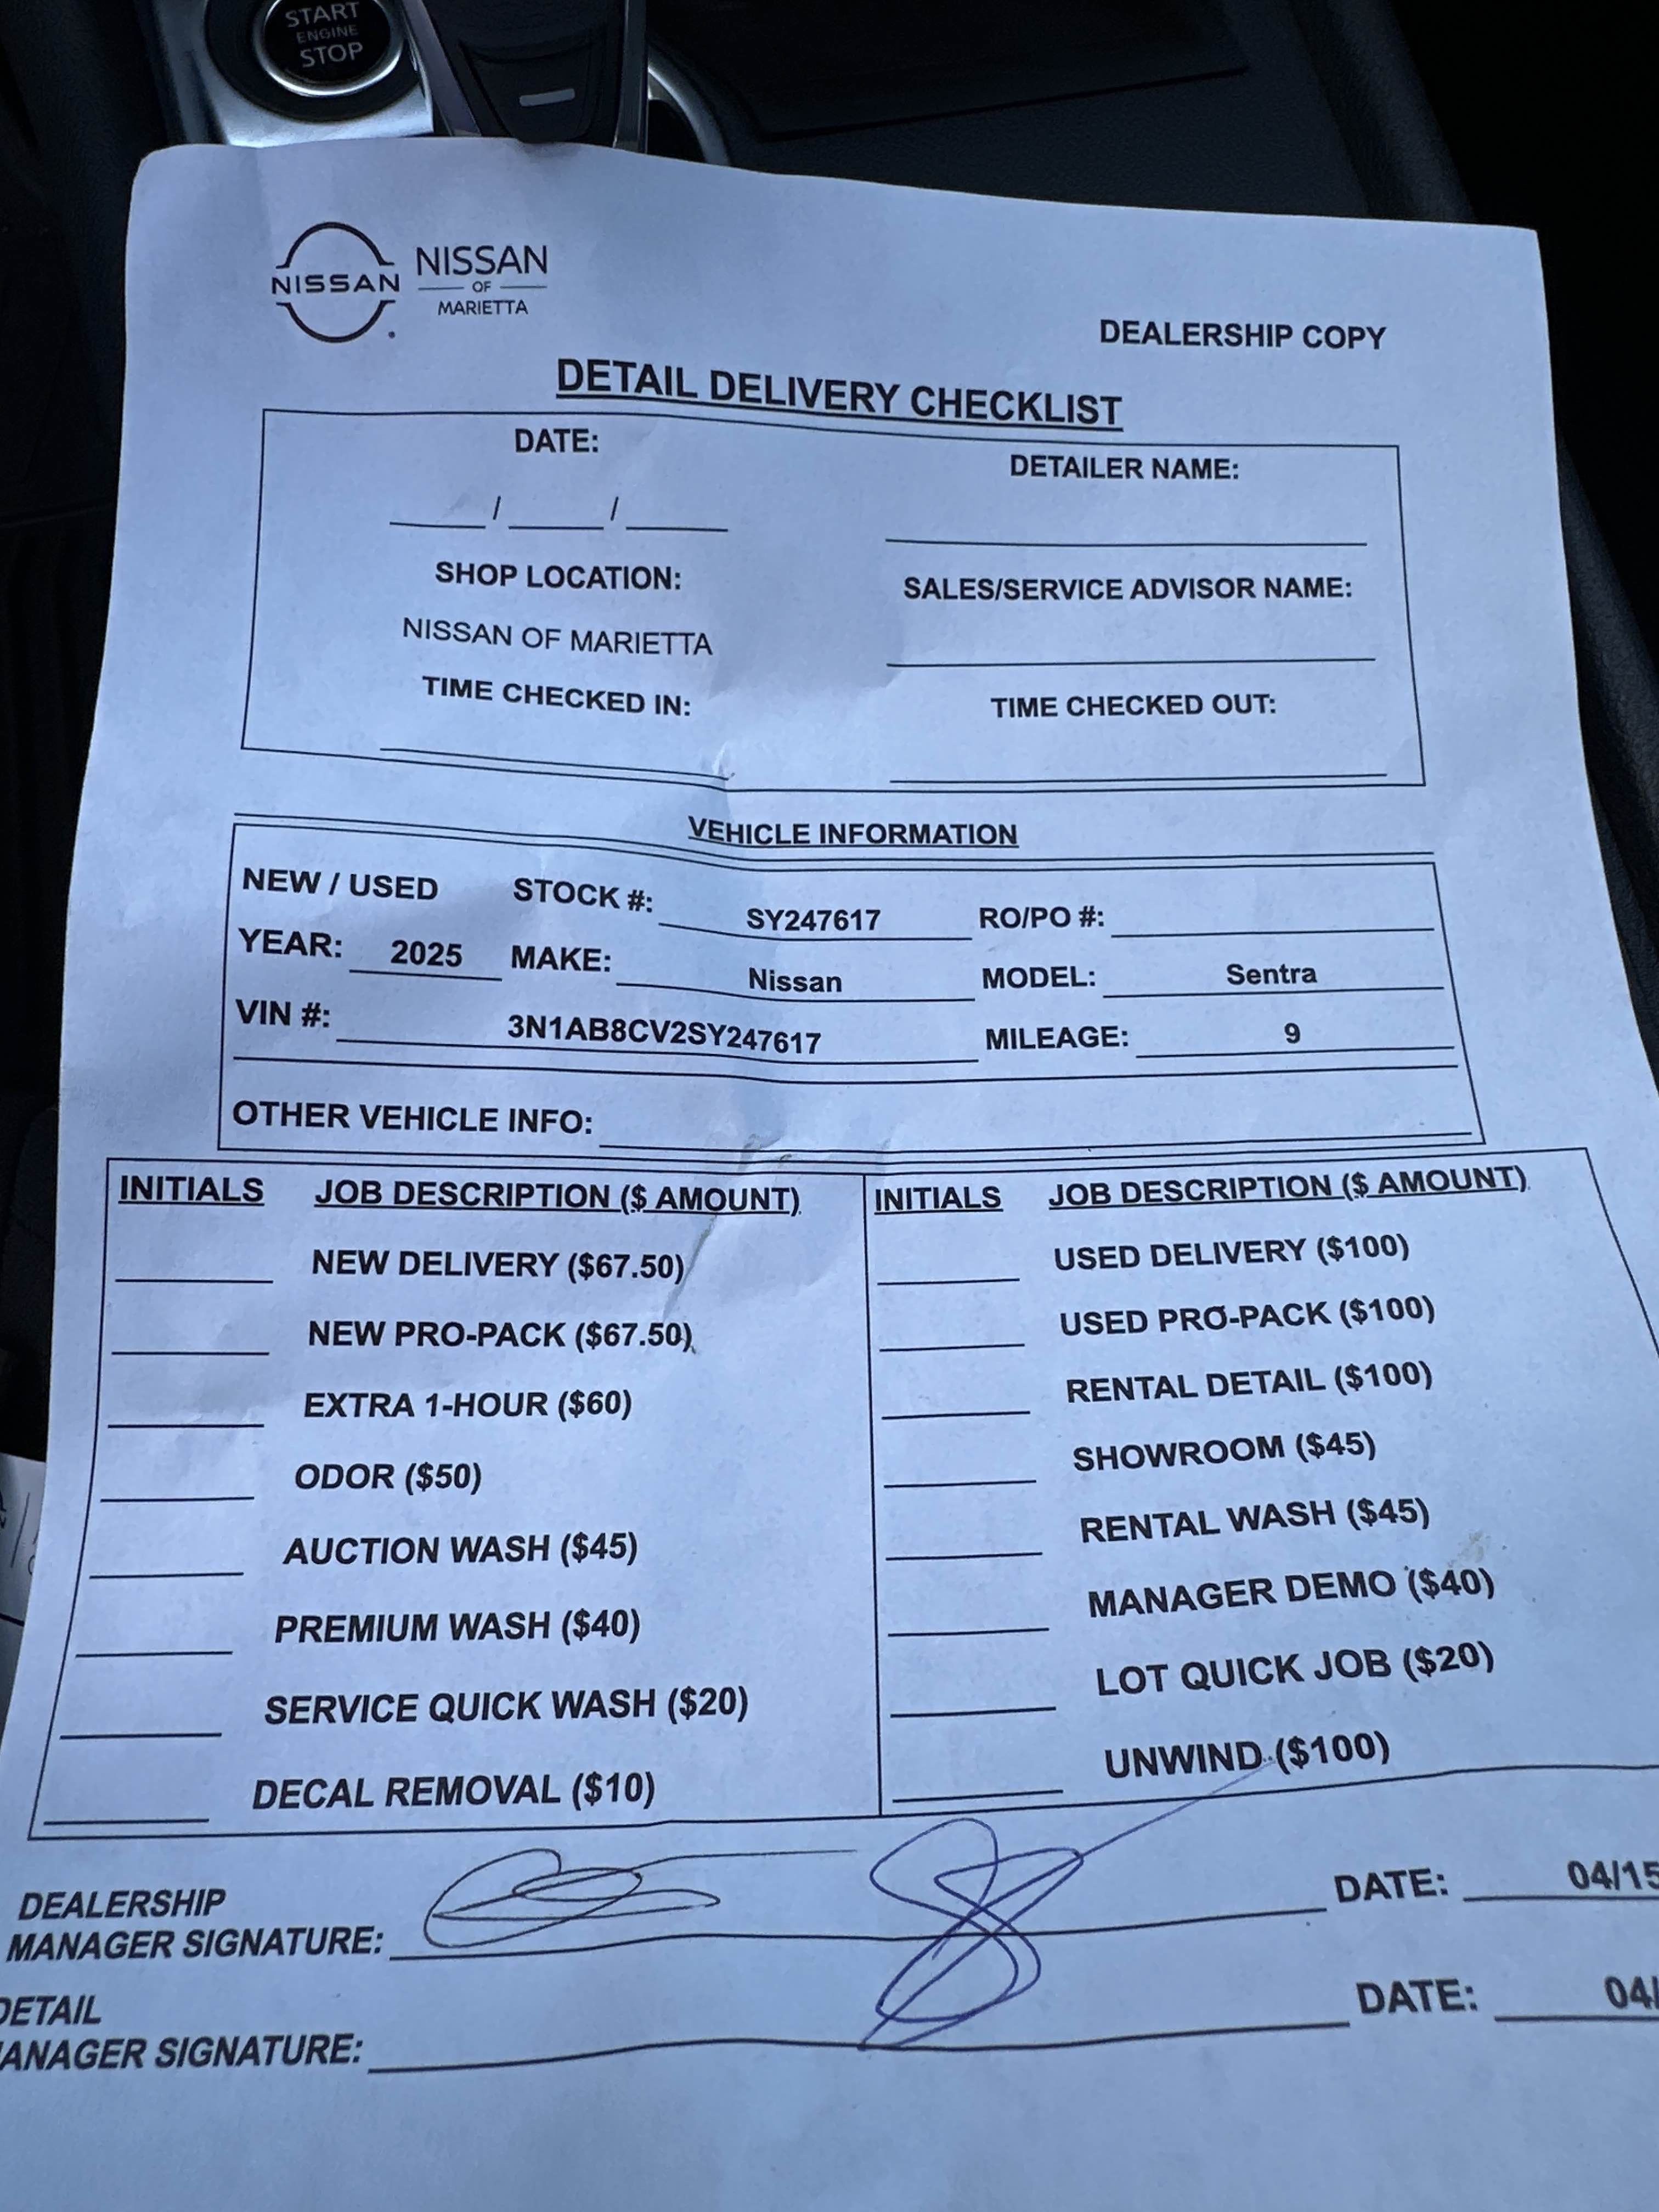 START
ENGINE
STOP
NISSAN
NISSAN
OF
MARIETTA
DEALERSHIP COPY
DETAIL DELIVERY CHECKLIST
DATE:
DETAILER NAME:
____/____/____
SHOP LOCATION:
SALES/SERVICE ADVISOR NAME:
NISSAN OF MARIETTA
TIME CHECKED IN:
TIME CHECKED OUT:
VEHICLE INFORMATION
NEW / USED STOCK #: SY247617 RO/PO #:
YEAR: 2025 MAKE: Nissan MODEL: Sentra
VIN #: 3N1AB8CV2SY247617 MILEAGE: 9
OTHER VEHICLE INFO:
INITIALS JOB DESCRIPTION ($ AMOUNT) INITIALS JOB DESCRIPTION ($ AMOUNT)
NEW DELIVERY ($67.50) USED DELIVERY ($100)
NEW PRO-PACK ($67.50) USED PRO-PACK ($100)
EXTRA 1-HOUR ($60) RENTAL DETAIL ($100)
ODOR ($50) SHOWROOM ($45)
AUCTION WASH ($45) RENTAL WASH ($45)
PREMIUM WASH ($40) MANAGER DEMO ($40)
SERVICE QUICK WASH ($20) LOT QUICK JOB ($20)
DECAL REMOVAL ($10) UNWIND ($100)
DEALERSHIP
MANAGER SIGNATURE: DATE: 04/15
DETAIL
MANAGER SIGNATURE: DATE: 04/